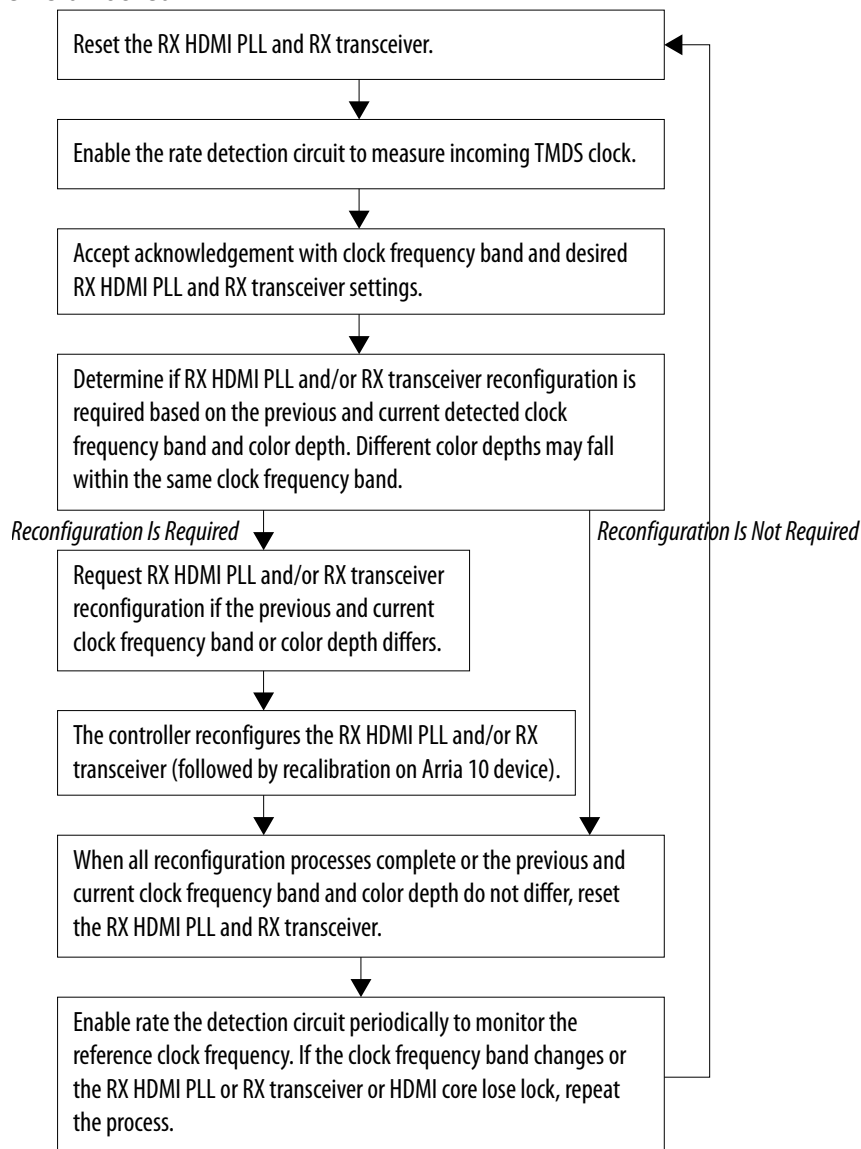 Reset the RX HDMI PLL and RX transceiver.
Enable the rate detection circuit to measure incoming TMDS clock.
Accept acknowledgement with clock frequency band and desired
RX HDMI PLL and RX transceiver settings.
Determine if RX HDMI PLL and/or RX transceiver reconfiguration is
required based on the previous and current detected clock
frequency band and color depth. Different color depths may fall
within the same clock frequency band.
Reconfiguration Is Required
Reconfiguration Is Not Required
Request RX HDMI PLL and/or RX transceiver
reconfiguration if the previous and current
clock frequency band or color depth differs.
The controller reconfigures the RX HDMI PLL and/or RX
transceiver (followed by recalibration on Arria 10 device).
When all reconfiguration processes complete or the previous and
current clock frequency band and color depth do not differ, reset
the RX HDMI PLL and RX transceiver.
Enable rate the detection circuit periodically to monitor the
reference clock frequency. If the clock frequency band changes or
the RX HDMI PLL or RX transceiver or HDMI core lose lock, repeat
the process.